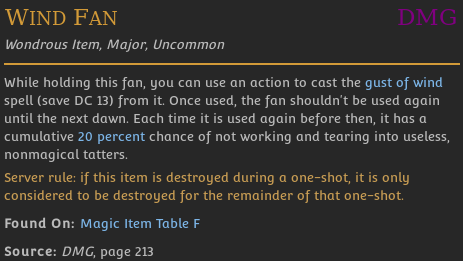 Wind Fan DMG
Wondrous Item, Major, Uncommon
While holding this fan, you can use an action to cast the gust of wind
spell (save DC 13) from it. Once used, the fan shouldn't be used again
until the next dawn. Each time it is used again before then, it has a
cumulative 20 percent chance of not working and tearing into useless,
nonmagical tatters.
Server rule: if this item is destroyed during a one-shot, it is only
considered to be destroyed for the remainder of that one-shot.
Found On: Magic Item Table F
Source: DMG, page 213